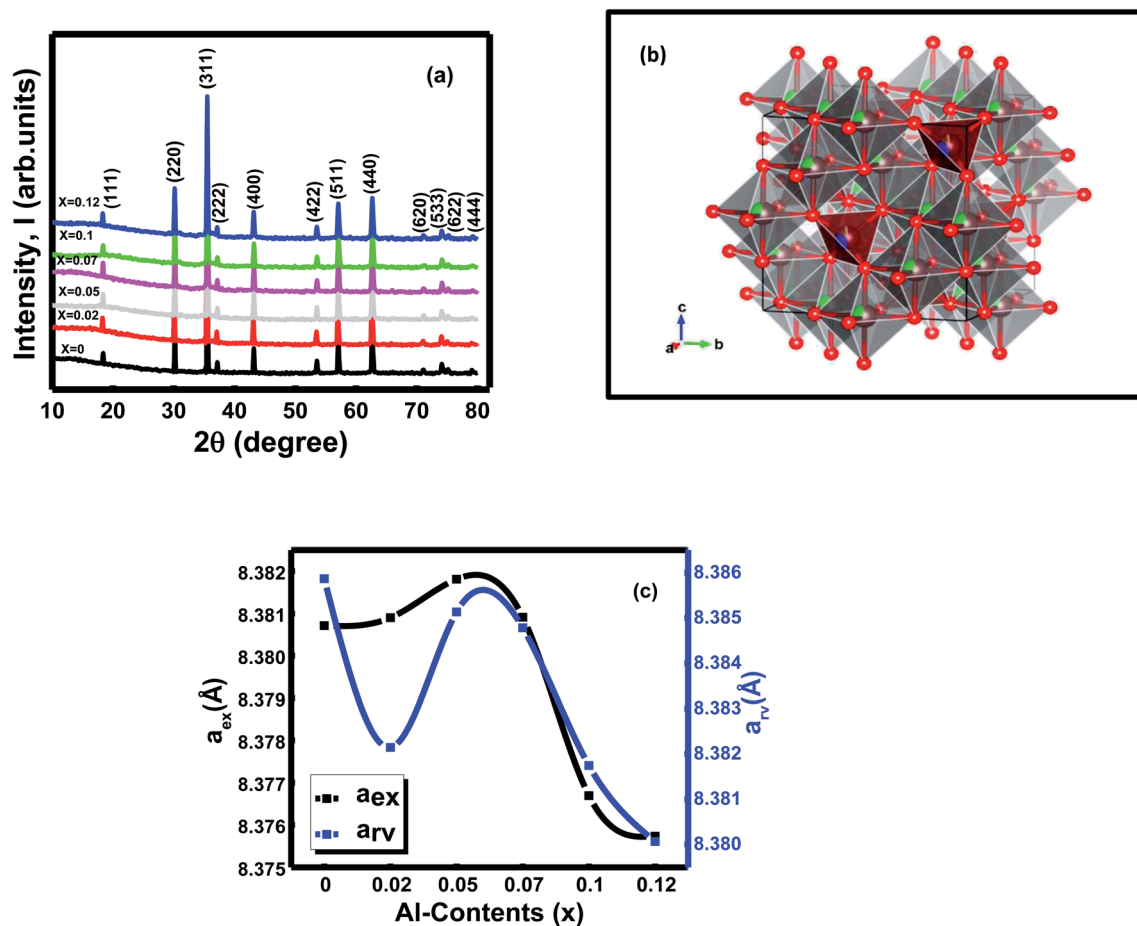 (a)
Intensity, I (arb.units)
(111)
(220)
(311)
(222)
(400)
(422)
(511)
(440)
(620)
(533)
(622)
(444)
X=0.12
X=0.1
X=0.07
X=0.05
X=0.02
X=0
10 20 30 40 50 60 70 80
2θ (degree)
(b)
c
a
b
(c)
8.382
8.381
8.380
8.379
8.378
8.377
8.376
8.375
aex(Å)
8.386
8.385
8.384
8.383
8.382
8.381
8.380
arv(Å)
aex
arv
0 0.02 0.05 0.07 0.1 0.12
Al-Contents (x)